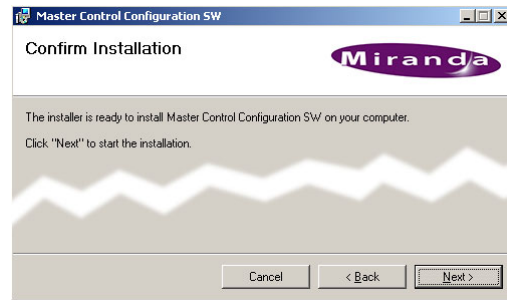 Master Control Configuration SW
Confirm Installation
Miranda
The installer is ready to install Master Control Configuration SW on your computer.
Click "Next" to start the installation.
Cancel
< Back
Next >